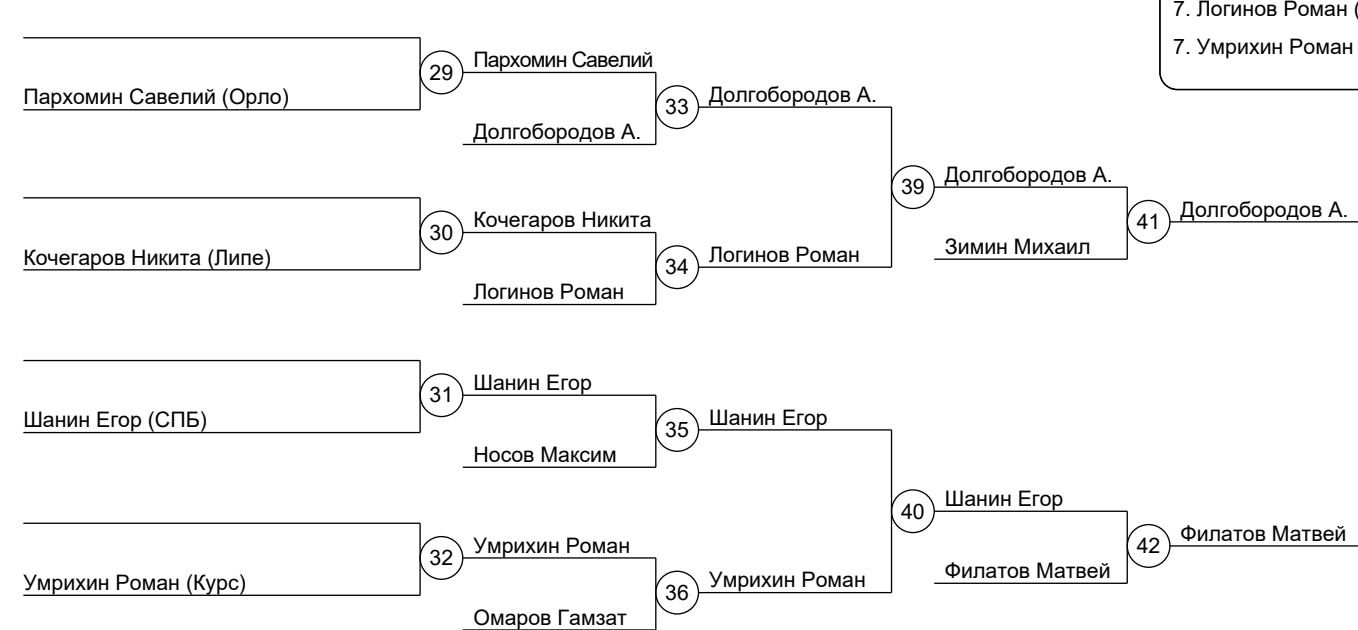 7. Логинов Роман (
7. Умрихин Роман
Пархомин Савелий
29
Пархомин Савелий (Орло)
Долгобородов А.
33
Долгобородов А.
Долгобородов А.
39
Долгобородов А.
41
Зимин Михаил
Кочегаров Никита
30
Кочегаров Никита (Липе)
Логинов Роман
34
Логинов Роман
Шанин Егор
31
Шанин Егор (СПБ)
Шанин Егор
35
Носов Максим
Шанин Егор
40
Филатов Матвей
42
Филатов Матвей
Умрихин Роман
32
Умрихин Роман (Курс)
Умрихин Роман
36
Омаров Гамзат